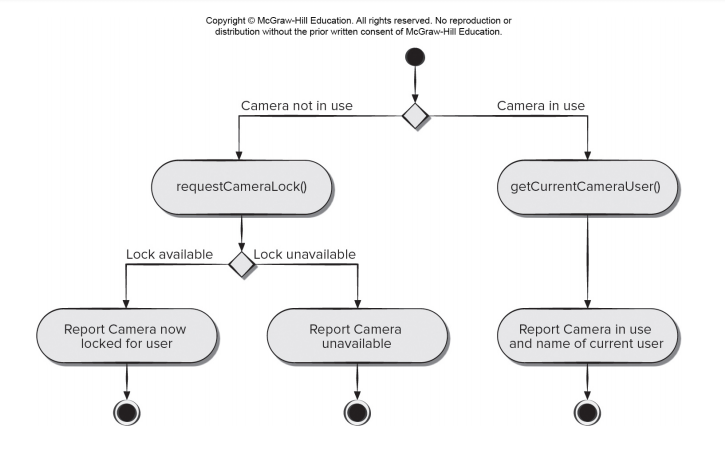 Copyright © McGraw-Hill Education. All rights reserved. No reproduction or
distribution without the prior written consent of McGraw-Hill Education.
Camera not in use
Camera in use
requestCameraLock()
getCurrentCameraUser()
Lock available
Lock unavailable
Report Camera now
locked for user
Report Camera
unavailable
Report Camera in use
and name of current user